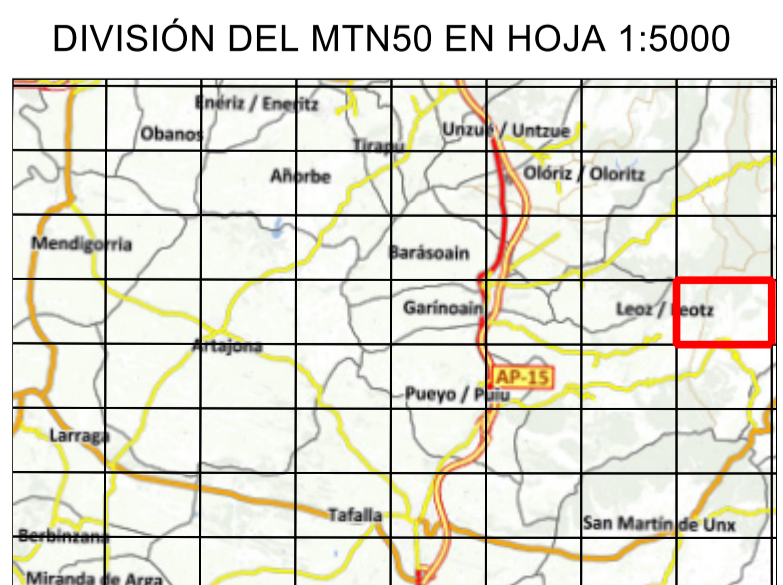 DIVISIÓN DEL MTN50 EN HOJA 1:5000
Enériz / Eneritz
Obanos
Unzué / Untzue
Tirapu
Añorbe
Olóriz / Oloritz
Mendigorria
Barásoain
Garínoain
Leoz / Leotz
Artajona
AP-15
Pueyo / Puiu
Larraga
Tafalla
San Martín de Unx
Berbinzana
Miranda de Arga